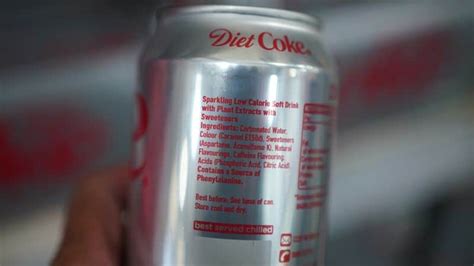 Diet Coke
Sparkling Low Calorie Soft Drink
with Plant Extracts with
Sweeteners
Ingredients: Carbonated Water,
Colour (Caramel E150d), Sweeteners
(Aspartame, Acesulfame K), Natural
Flavourings, Caffeine Flavouring,
Acids (Phosphoric Acid, Citric Acid).
Contains a Source of
Phenylalanine.
Best before: See base of can.
Store cool and dry.
best served chilled